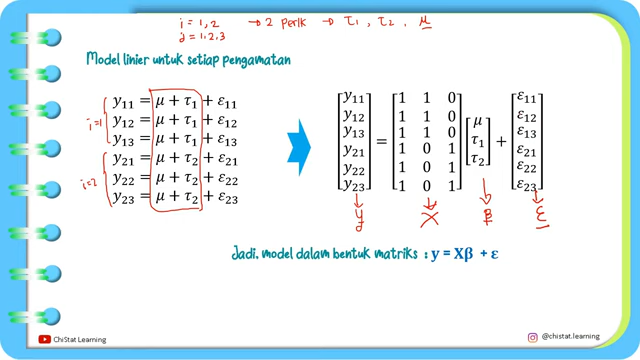 i = 1, 2 → 2 perlk → τ1 , τ2 , μ
j = 1, 2, 3
Model linier untuk setiap pengamatan
y11 = μ + τ1 + ε11
y12 = μ + τ1 + ε12
y13 = μ + τ1 + ε13
y21 = μ + τ2 + ε21
y22 = μ + τ2 + ε22
y23 = μ + τ2 + ε23
i=1
i=2
[y11 y12 y13 y21 y22 y23] = [1 1 0
1 1 0
1 1 0
1 0 1
1 0 1
1 0 1] [μ τ1 τ2] + [ε11 ε12 ε13 ε21 ε22 ε23]
y X β ε
Jadi, model dalam bentuk matriks : y = Xβ + ε
ChiStat Learning
@chistat.learning